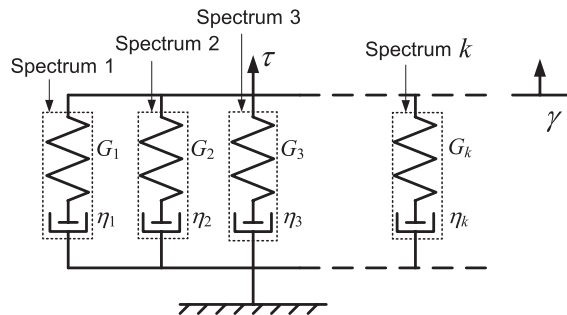 Spectrum 1
Spectrum 2
Spectrum 3
τ
Spectrum k
γ
G₁
G₂
G₃
Gₖ
η₁
η₂
η₃
ηₖ